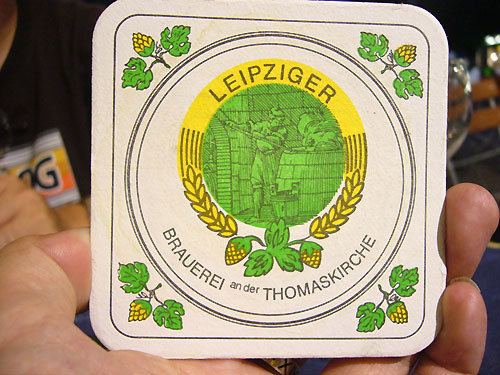 LEIPZIGER
BRAUEREI an der THOMASKIRCHE